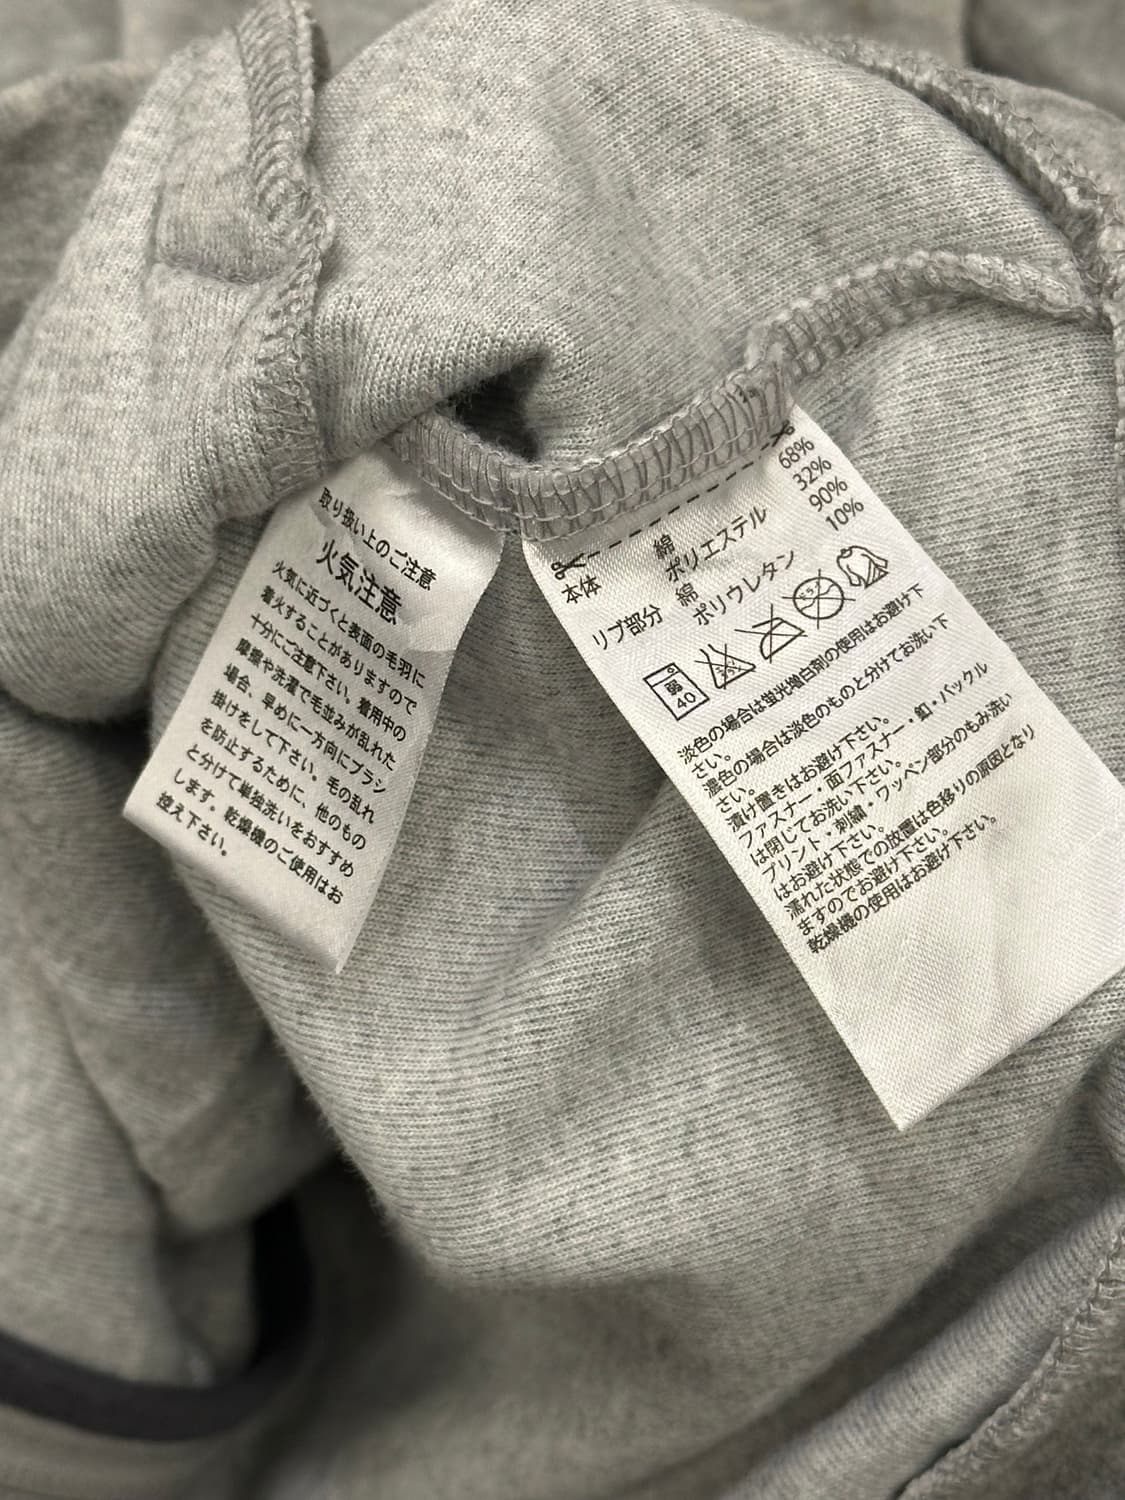 取り扱い上のご注意
火気注意
火気に近づくと表面の毛羽に
着火することがありますので
十分にご注意下さい。着用中の
摩擦や洗濯で毛並みが乱れた
場合、早めに一方向にブラシ
掛けをして下さい。毛の乱れ
を防止するために、他のもの
と分けて単独洗いをおすすめ
します。乾燥機のご使用はお
控え下さい。
本体 綿 68%
ポリエステル 32%
リブ部分 綿 90%
ポリウレタン 10%
弱
40
淡色の場合は蛍光増白剤の使用はお避け下
さい。
濃色の場合は淡色のものと分けてお洗い下
さい。
漬け置きはお避け下さい。
ファスナー・面ファスナー・釦・バックル
は閉じてお洗い下さい。
プリント・刺繍・ワッペン部分のもみ洗い
はお避け下さい。
濡れた状態での放置は色移りの原因となり
ますのでお避け下さい。
乾燥機の使用はお避け下さい。